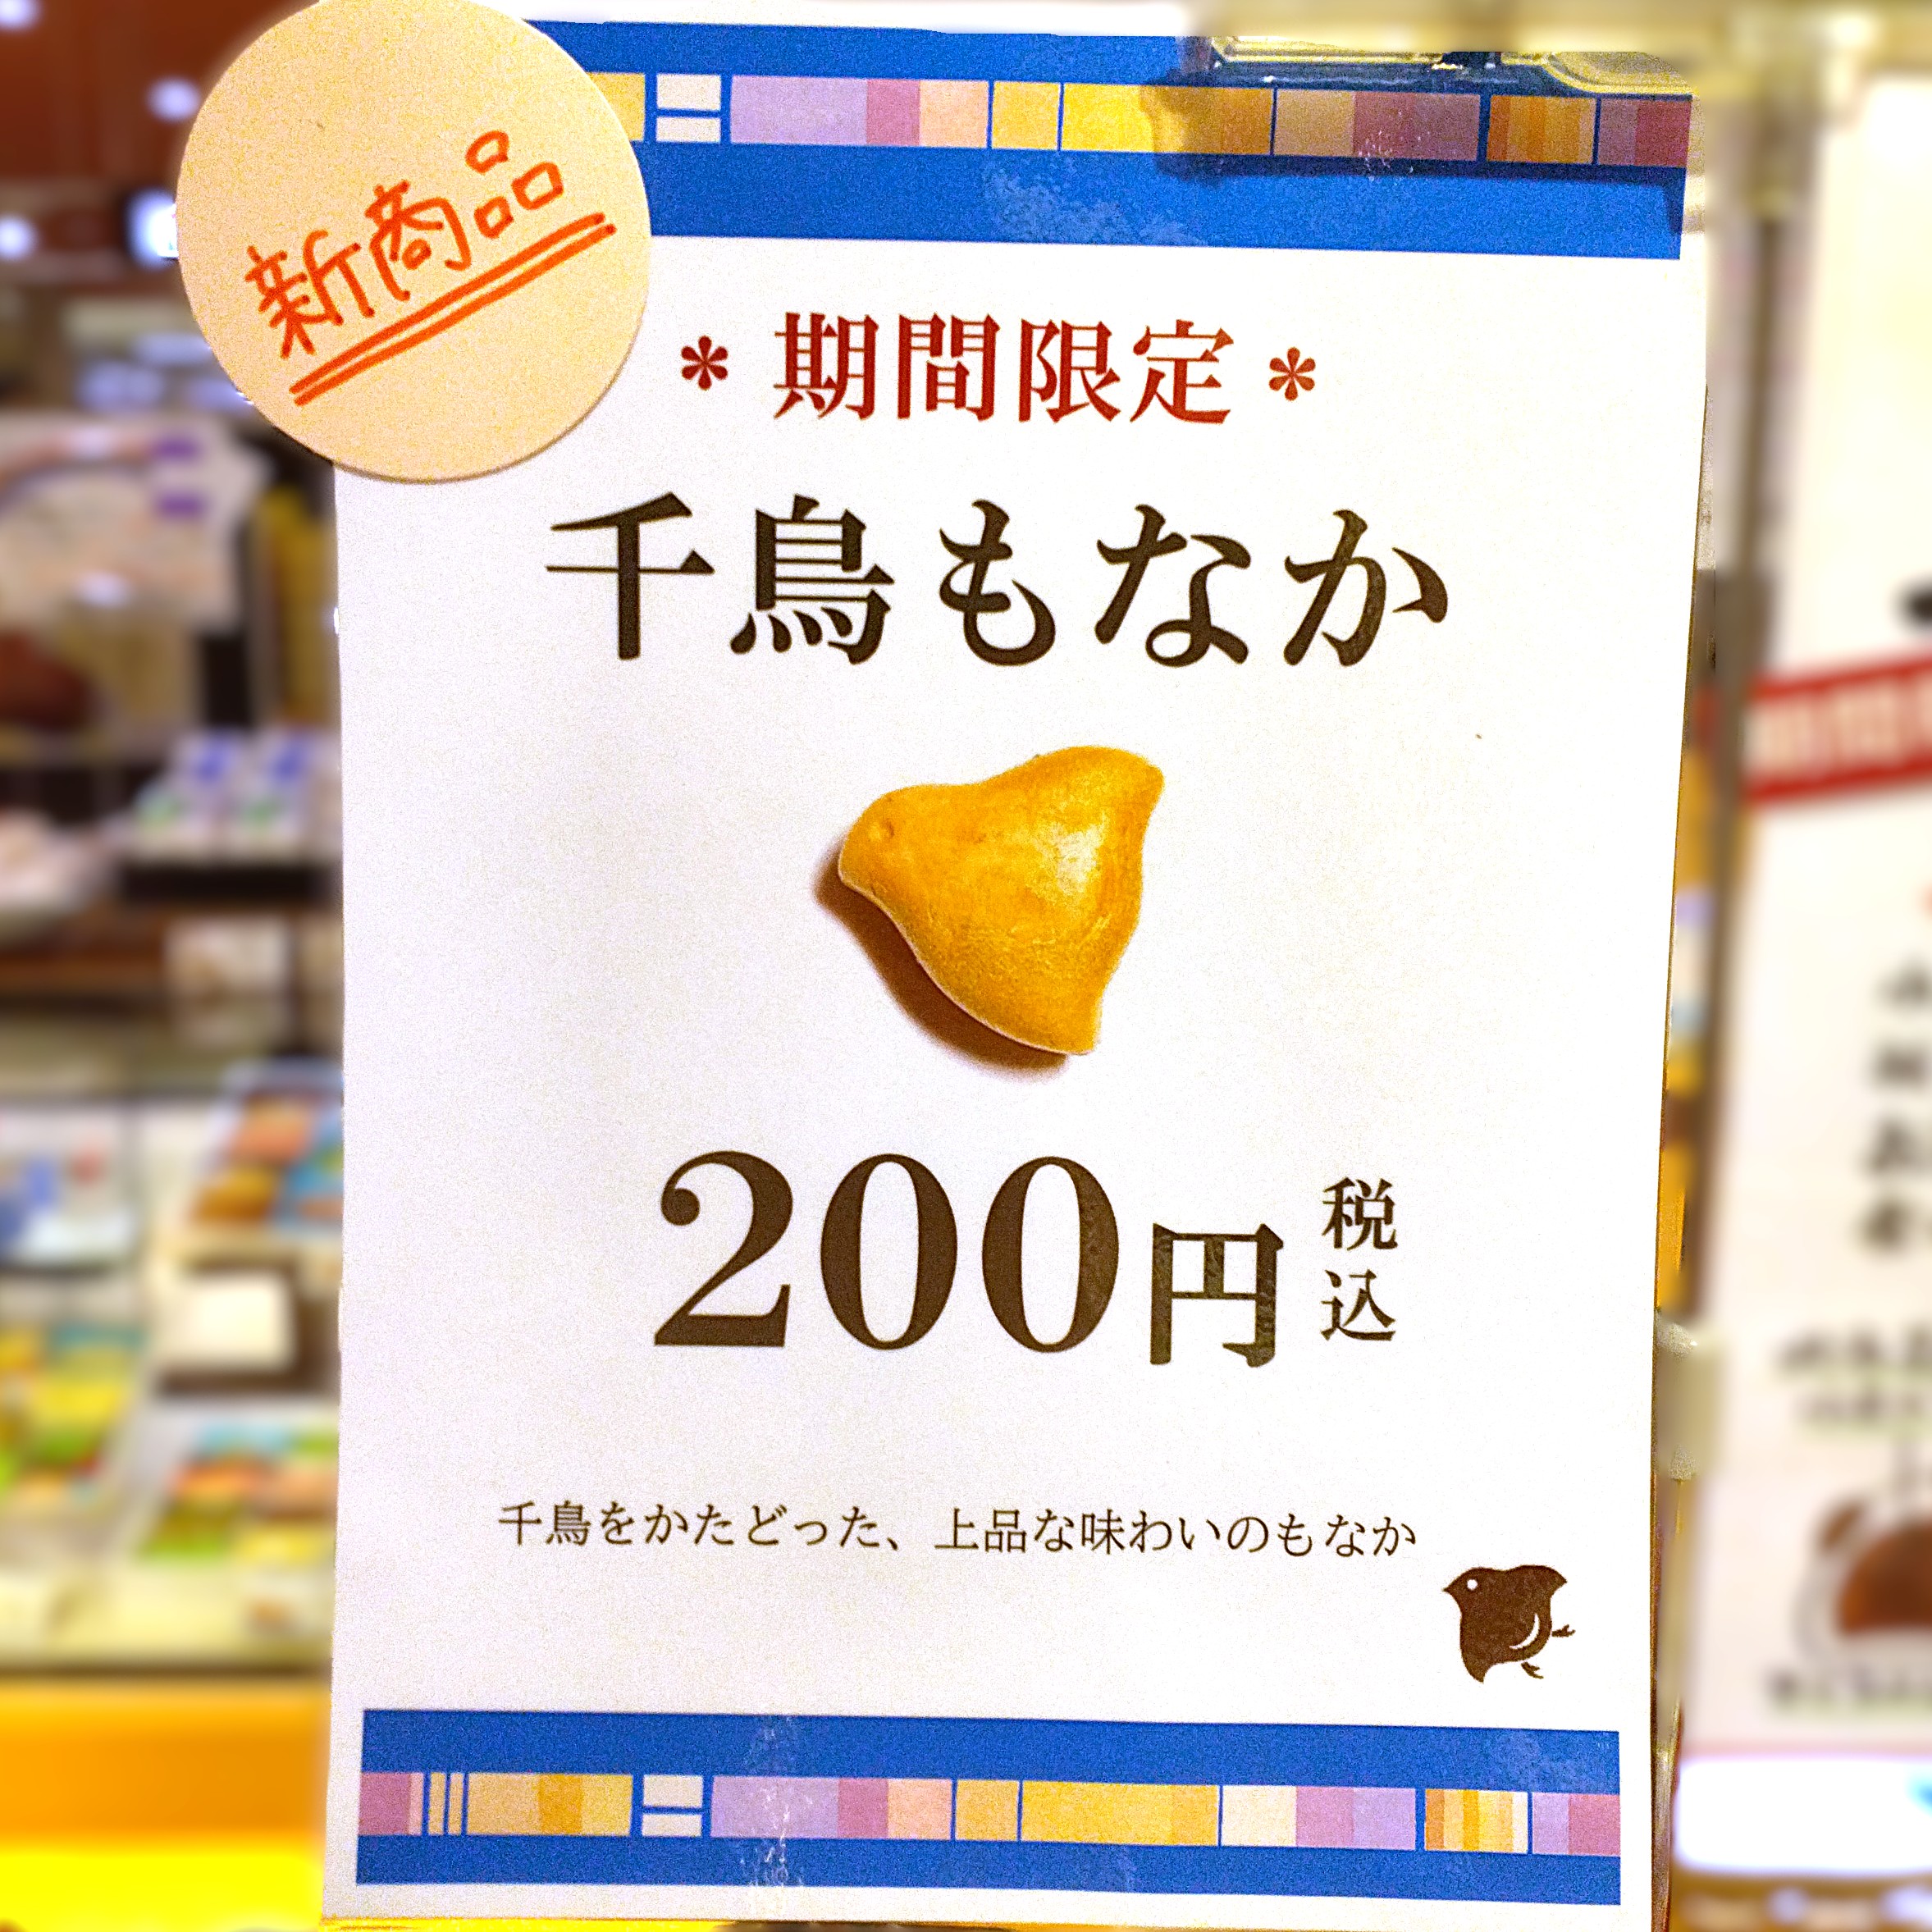 新商品
* 期間限定 *
千鳥もなか
200円 税込
千鳥をかたどった、上品な味わいのもなか